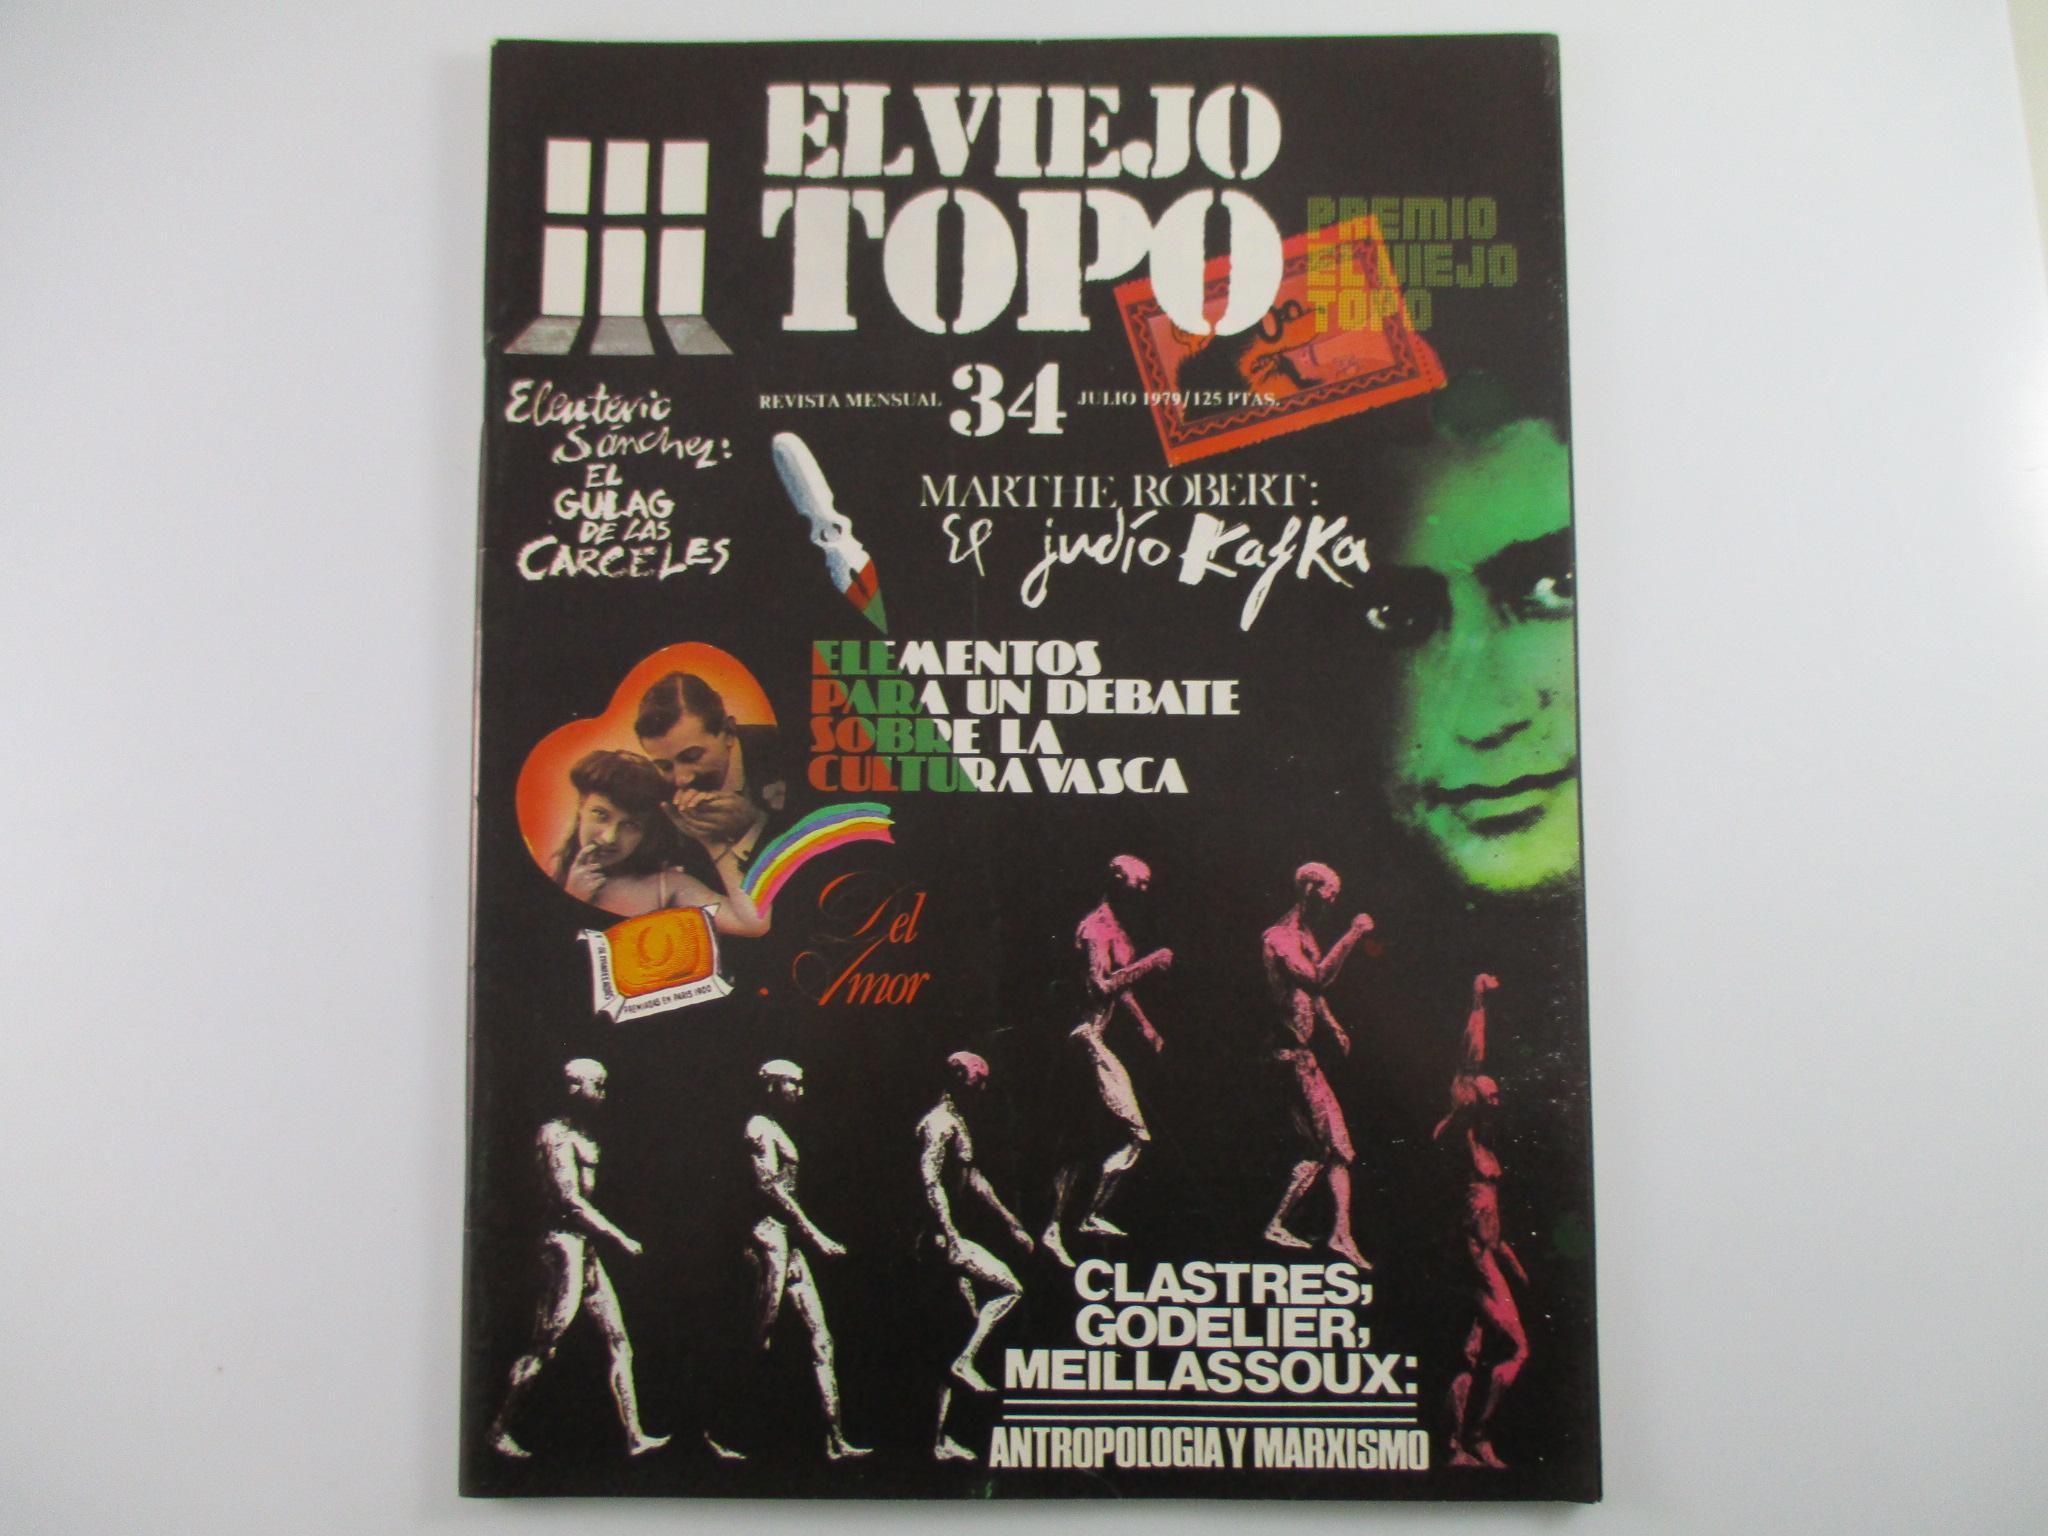 EL VIEJO
TOPO
PREMIO
EL VIEJO
TOPO
REVISTA MENSUAL 34 JULIO 1979/125 PTAS.
Eleuterio
Sánchez:
EL
GULAG
DE LAS
CARCELES
MARTHE ROBERT:
El judío Kafka
ELEMENTOS
PARA UN DEBATE
SOBRE LA
CULTURA VASCA
Del
Amor
PREMIADAS EN PARIS 1900
CLASTRES,
GODELIER,
MEILLASSOUX:
ANTROPOLOGIA Y MARXISMO